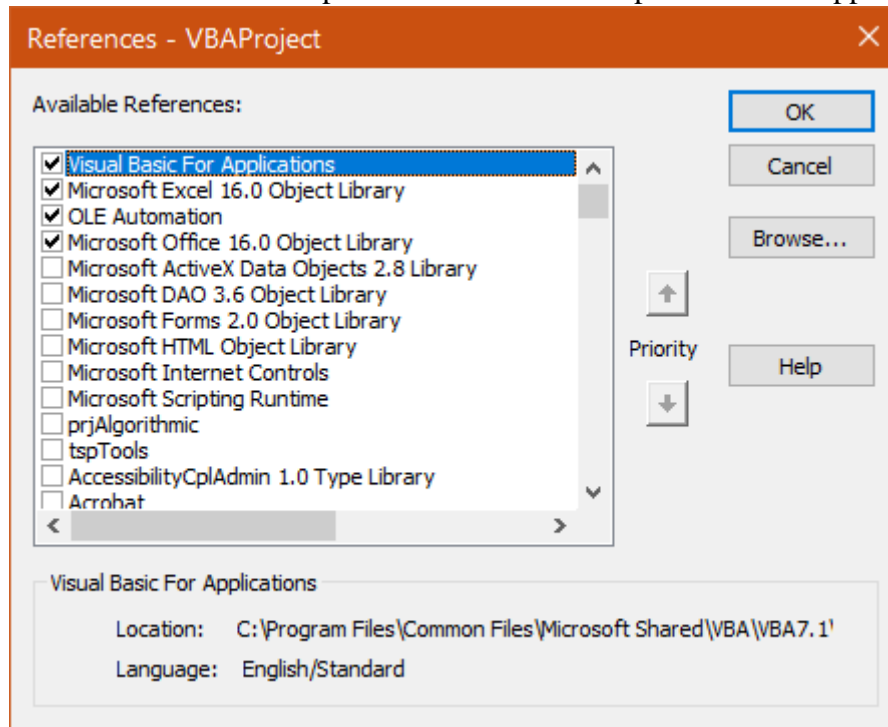 References - VBAProject
Available References:
OK
Visual Basic For Applications
Cancel
Microsoft Excel 16.0 Object Library
OLE Automation
Browse...
Microsoft Office 16.0 Object Library
Microsoft ActiveX Data Objects 2.8 Library
Microsoft DAO 3.6 Object Library
Microsoft Forms 2.0 Object Library
Microsoft HTML Object Library
Priority
Microsoft Internet Controls
Help
Microsoft Scripting Runtime
prjAlgorithmic
tspTools
AccessibilityCplAdmin 1.0 Type Library
Acrobat
Visual Basic For Applications
Location: C:\Program Files\Common Files\Microsoft Shared\VBA\VBA7.1\
Language: English/Standard